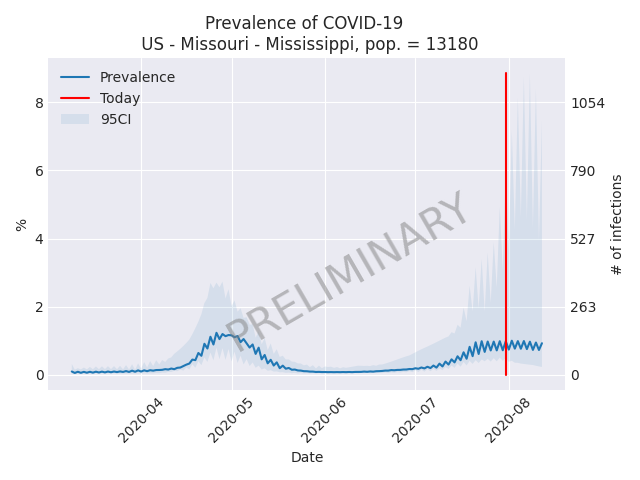 Prevalence of COVID-19
US - Missouri - Mississippi, pop. = 13180
Prevalence
Today
95CI
8
6
4
2
0
%
1054
790
527
263
0
# of infections
PRELIMINARY
2020-04
2020-05
2020-06
2020-07
2020-08
Date